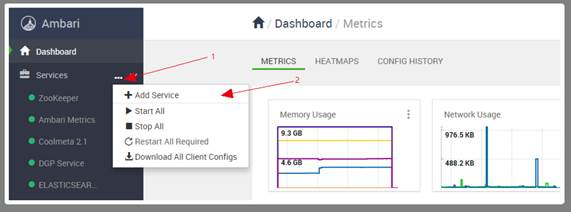 Ambari
Dashboard
Services
ZooKeeper
Ambari Metrics
Coolmeta 2.1
DGP Service
ELASTICSEAR...
1
2
Add Service
Start All
Stop All
Restart All Required
Download All Client Configs
/ Dashboard / Metrics
METRICS HEATMAPS CONFIG HISTORY
Memory Usage
9.3 GB
4.6 GB
Network Usage
976.5 KB
488.2 KB